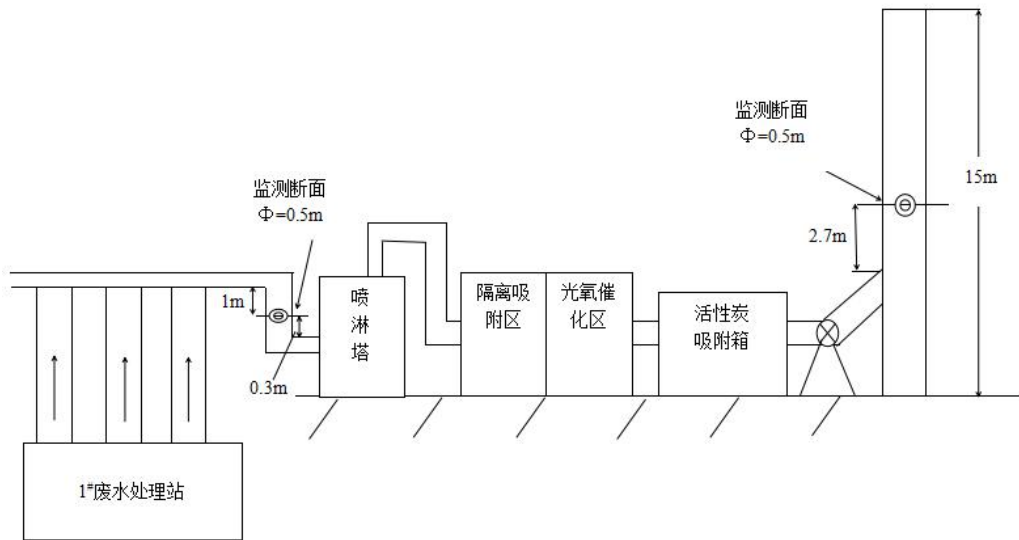 监测断面
Φ=0.5m
15m
2.7m
监测断面
Φ=0.5m
1m
0.3m
喷
淋
塔
隔离吸
附区
光氧催
化区
活性炭
吸附箱
1#废水处理站